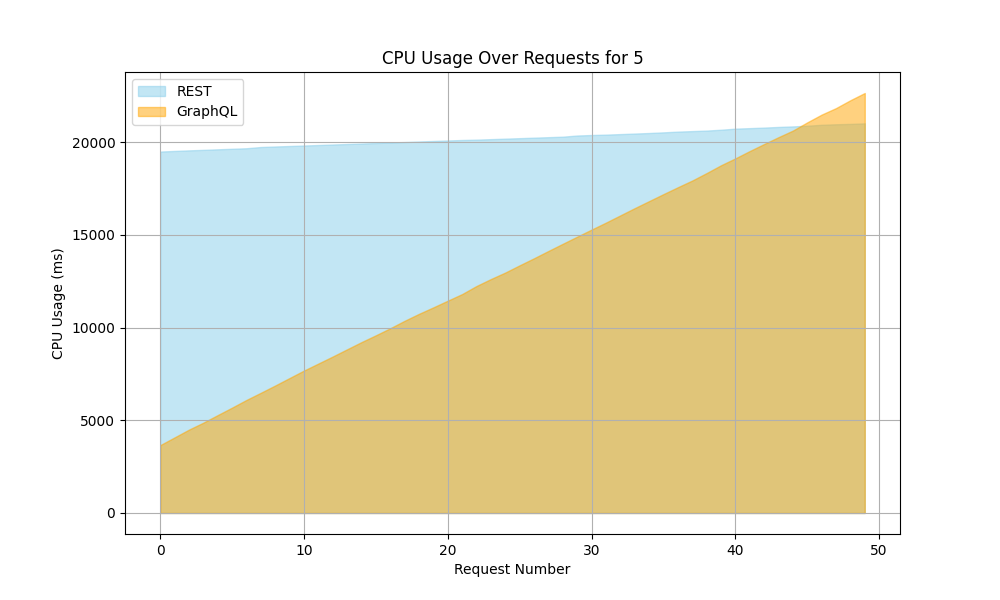 CPU Usage Over Requests for 5
REST
GraphQL
CPU Usage (ms)
20000
15000
10000
5000
0
0 10 20 30 40 50
Request Number